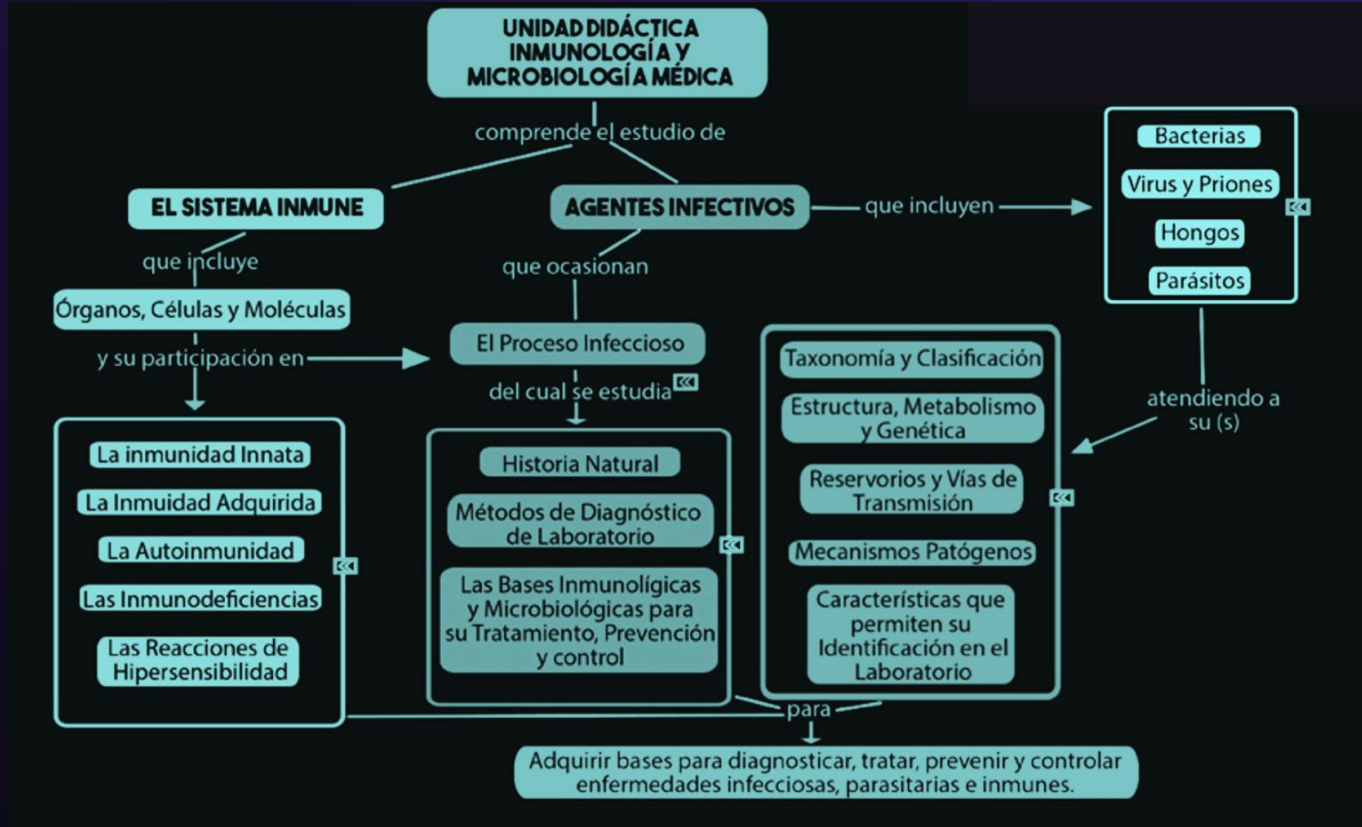 UNIDAD DIDÁCTICA
INMUNOLOGÍA Y
MICROBIOLOGÍA MÉDICA
comprende el estudio de
EL SISTEMA INMUNE
AGENTES INFECTIVOS
que incluyen
Bacterias
Virus y Priones
Hongos
Parásitos
que incluye
Órganos, Células y Moléculas
y su participación en
que ocasionan
El Proceso Infeccioso
del cual se estudia
atendiendo a
su (s)
La inmunidad Innata
La Inmuidad Adquirida
La Autoinmunidad
Las Inmunodeficiencias
Las Reacciones de
Hipersensibilidad
Historia Natural
Métodos de Diagnóstico
de Laboratorio
Las Bases Inmunolígicas
y Microbiológicas para
su Tratamiento, Prevención
y control
Taxonomía y Clasificación
Estructura, Metabolismo
y Genética
Reservorios y Vías de
Transmisión
Mecanismos Patógenos
Características que
permiten su
Identificación en el
Laboratorio
para
Adquirir bases para diagnosticar, tratar, prevenir y controlar
enfermedades infecciosas, parasitarias e inmunes.